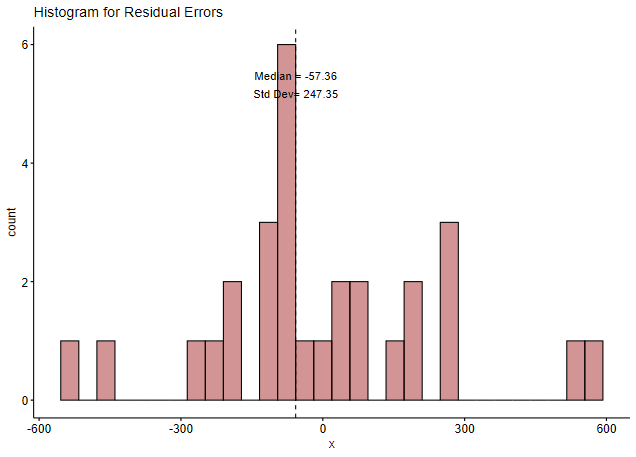 Histogram for Residual Errors
6
Median = -57.36
Std Dev= 247.35
4
count
2
0
-600 -300 0 300 600
x